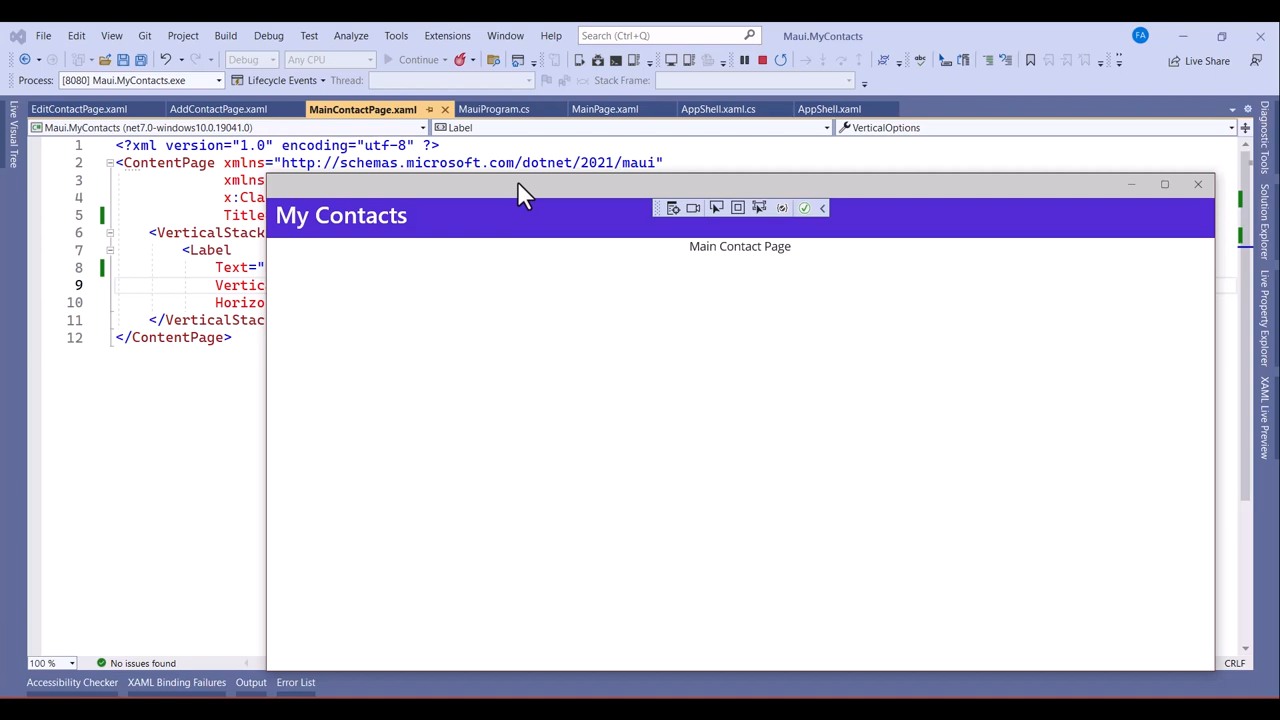 File Edit View Git Project Build Debug Test Analyze Tools Extensions Window Help Search (Ctrl+Q) Maui.MyContacts FA
Debug Any CPU Continue Live Share
Process: [8080] Maui.MyContacts.exe Lifecycle Events Thread: Stack Frame:
EditContactPage.xaml AddContactPage.xaml MainContactPage.xaml MauiProgram.cs MainPage.xaml AppShell.xaml.cs AppShell.xaml
Maui.MyContacts (net7.0-windows10.0.19041.0) Label VerticalOptions
Live Visual Tree
1 <?xml version="1.0" encoding="utf-8" ?>
2 <ContentPage xmlns="http://schemas.microsoft.com/dotnet/2021/maui"
3 xmlns
4 x:Cla
5 Title
6 <VerticalStack
7 <Label
8 Text="
9 Vertic
10 Horizo
11 </VerticalStac
12 </ContentPage>
My Contacts
Main Contact Page
Diagnostic Tools
Solution Explorer
Live Property Explorer
XAML Live Preview
100 % No issues found CRLF
Accessibility Checker XAML Binding Failures Output Error List